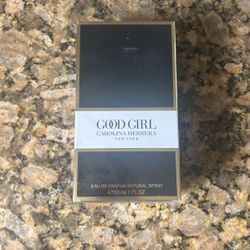 GOOD GIRL
CAROLINA HERRERA
NEW YORK
EAU DE PARFUM NATURAL SPRAY
℮ 30 ml 1 FL OZ